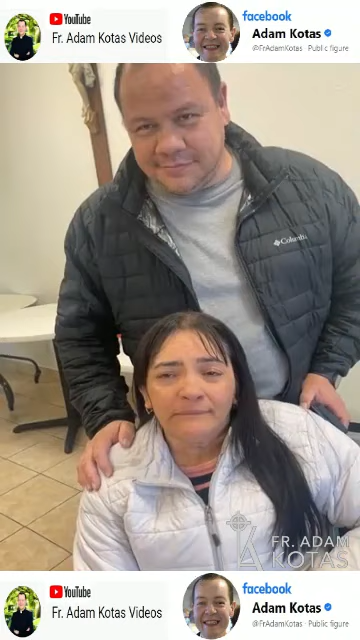 YouTube
Fr. Adam Kotas Videos
facebook
Adam Kotas
@FrAdamKotas · Public figure
Columbia
FR. ADAM
KOTAS
YouTube
Fr. Adam Kotas Videos
facebook
Adam Kotas
@FrAdamKotas · Public figure